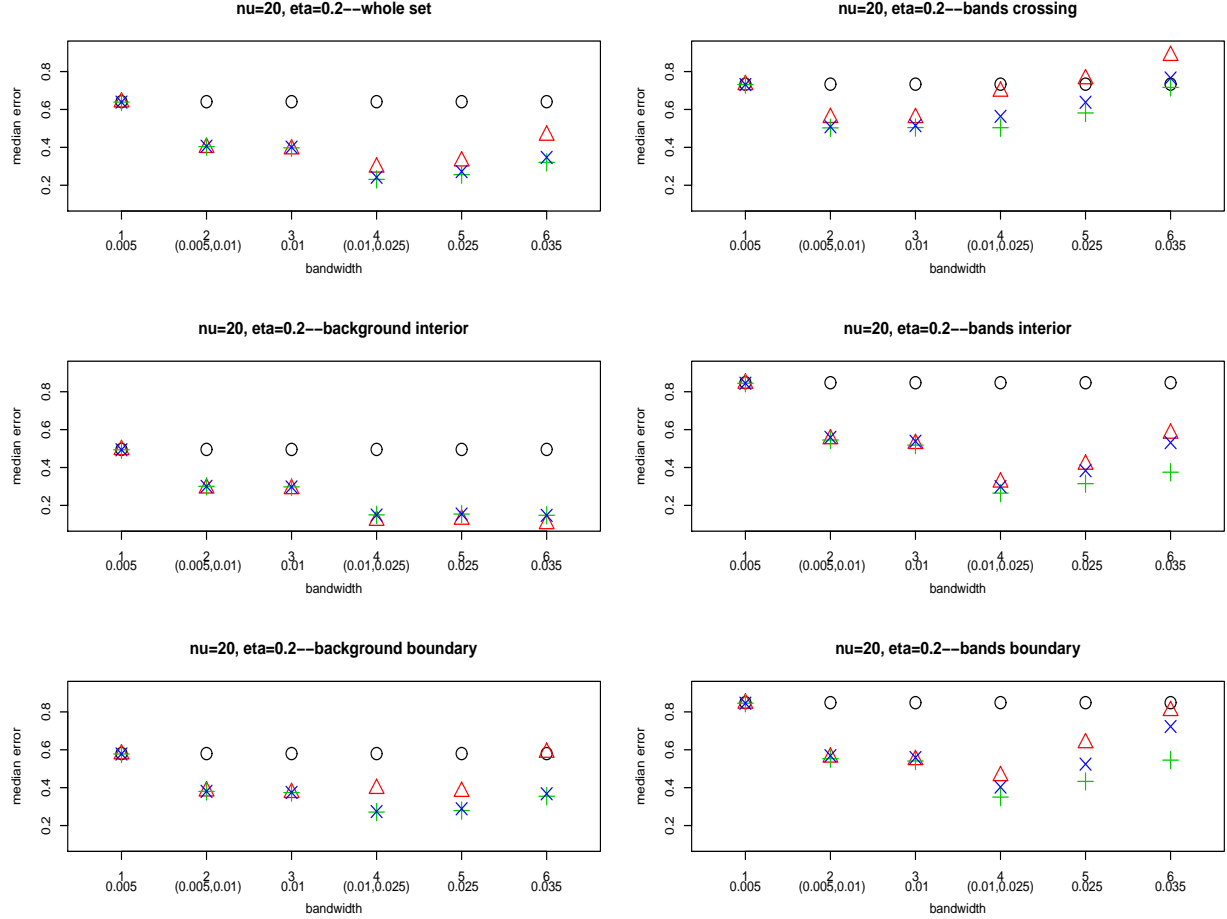 nu=20, eta=0.2--whole set
median error
0.2 0.4 0.6 0.8
1 2 3 4 5 6
0.005 (0.005,0.01) 0.01 (0.01,0.025) 0.025 0.035
bandwidth
nu=20, eta=0.2--bands crossing
median error
0.2 0.4 0.6 0.8
1 2 3 4 5 6
0.005 (0.005,0.01) 0.01 (0.01,0.025) 0.025 0.035
bandwidth
nu=20, eta=0.2--background interior
median error
0.2 0.4 0.6 0.8
1 2 3 4 5 6
0.005 (0.005,0.01) 0.01 (0.01,0.025) 0.025 0.035
bandwidth
nu=20, eta=0.2--bands interior
median error
0.2 0.4 0.6 0.8
1 2 3 4 5 6
0.005 (0.005,0.01) 0.01 (0.01,0.025) 0.025 0.035
bandwidth
nu=20, eta=0.2--background boundary
median error
0.2 0.4 0.6 0.8
1 2 3 4 5 6
0.005 (0.005,0.01) 0.01 (0.01,0.025) 0.025 0.035
bandwidth
nu=20, eta=0.2--bands boundary
median error
0.2 0.4 0.6 0.8
1 2 3 4 5 6
0.005 (0.005,0.01) 0.01 (0.01,0.025) 0.025 0.035
bandwidth